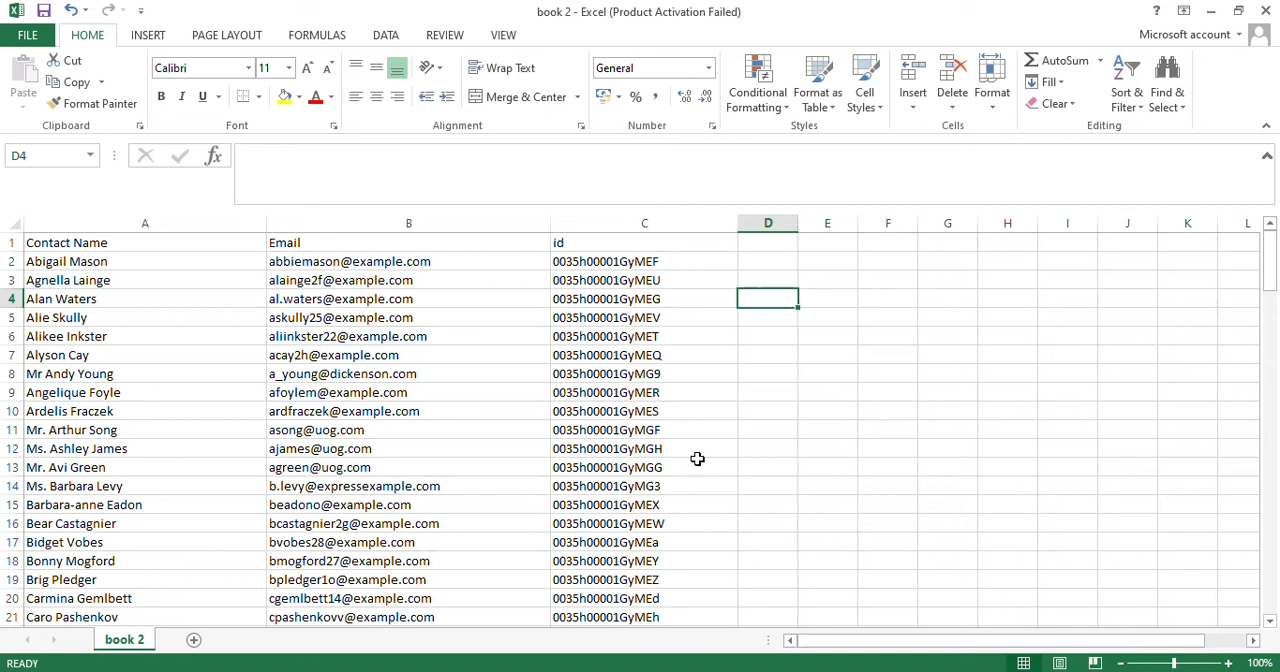 book 2 - Excel (Product Activation Failed)
FILE HOME INSERT PAGE LAYOUT FORMULAS DATA REVIEW VIEW Microsoft account
Paste Cut Copy Format Painter Clipboard
Calibri 11 B I U A Font
Wrap Text Merge & Center Alignment
General % , Number
Conditional Formatting Format as Table Cell Styles Styles
Insert Delete Format Cells
AutoSum Fill Clear Sort & Filter Find & Select Editing
D4 fx
A B C D E F G H I J K L
1 Contact Name Email id
2 Abigail Mason abbiemason@example.com 0035h00001GyMEF
3 Agnella Lainge alainge2f@example.com 0035h00001GyMEU
4 Alan Waters al.waters@example.com 0035h00001GyMEG
5 Alie Skully askully25@example.com 0035h00001GyMEV
6 Alikee Inkster aliinkster22@example.com 0035h00001GyMET
7 Alyson Cay acay2h@example.com 0035h00001GyMEQ
8 Mr Andy Young a_young@dickenson.com 0035h00001GyMG9
9 Angelique Foyle afoylem@example.com 0035h00001GyMER
10 Ardelis Fraczek ardfraczek@example.com 0035h00001GyMES
11 Mr. Arthur Song asong@uog.com 0035h00001GyMGF
12 Ms. Ashley James ajames@uog.com 0035h00001GyMGH
13 Mr. Avi Green agreen@uog.com 0035h00001GyMGG
14 Ms. Barbara Levy b.levy@expressexample.com 0035h00001GyMG3
15 Barbara-anne Eadon beadono@example.com 0035h00001GyMEX
16 Bear Castagnier bcastagnier2g@example.com 0035h00001GyMEW
17 Bidget Vobes bvobes28@example.com 0035h00001GyMEa
18 Bonny Mogford bmogford27@example.com 0035h00001GyMEY
19 Brig Pledger bpledger1o@example.com 0035h00001GyMEZ
20 Carmina Gemlbett cgemlbett14@example.com 0035h00001GyMEd
21 Caro Pashenkov cpashenkovv@example.com 0035h00001GyMEh
book 2
READY 100%